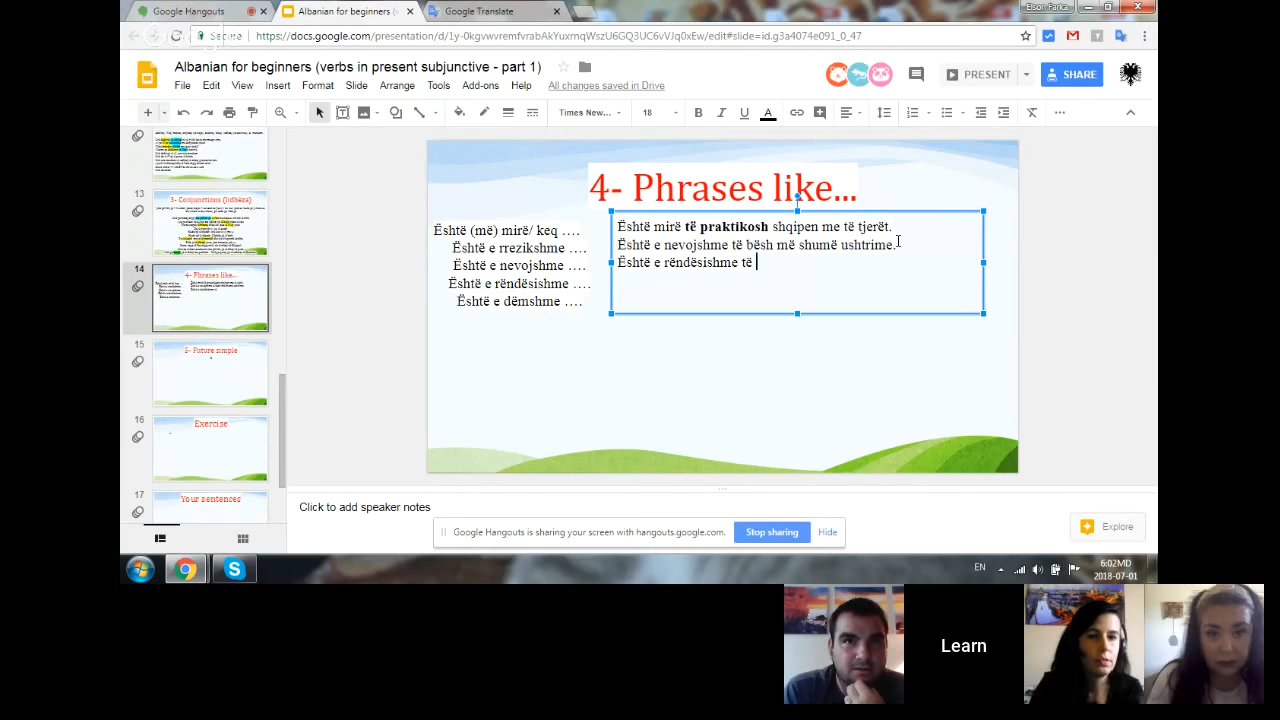 Google Hangouts
Albanian for beginners (
Google Translate
Elson Farka
Secure
https://docs.google.com/presentation/d/1y-0kgvwvremfvrabAkYuxmqWszU6GQ3UC6vVJq0xEw/edit#slide=id.g3a4074e091_0_47
Albanian for beginners (verbs in present subjunctive - part 1)
File Edit View Insert Format Slide Arrange Tools Add-ons Help All changes saved in Drive
PRESENT
SHARE
Times New...
18
B I U A
13
3- Conjunctions (lidhëza)
14
4- Phrases like...
15
5- Future simple
16
Exercise
17
Your sentences
4- Phrases like...
Është (më) mirë/ keq ….
Është e rrezikshme ….
Është e nevojshme ….
Është e rëndësishme ….
Është e dëmshme ….
Është mirë të praktikosh shqipen me të tjerët...
Është e nevojshme të bësh më shumë ushtrime...
Është e rëndësishme të
Click to add speaker notes
Google Hangouts is sharing your screen with hangouts.google.com.
Stop sharing
Hide
Explore
EN
6:02MD
2018-07-01
Learn